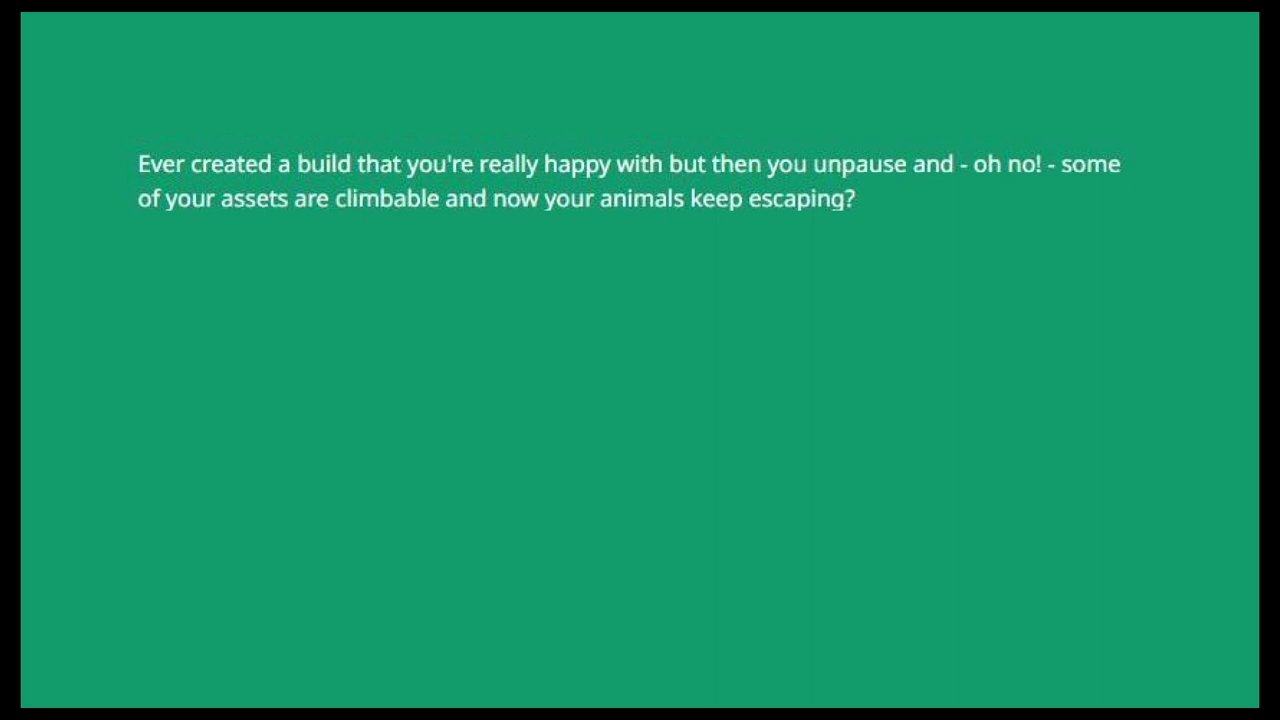 Ever created a build that you're really happy with but then you unpause and - oh no! - some
of your assets are climbable and now your animals keep escaping?